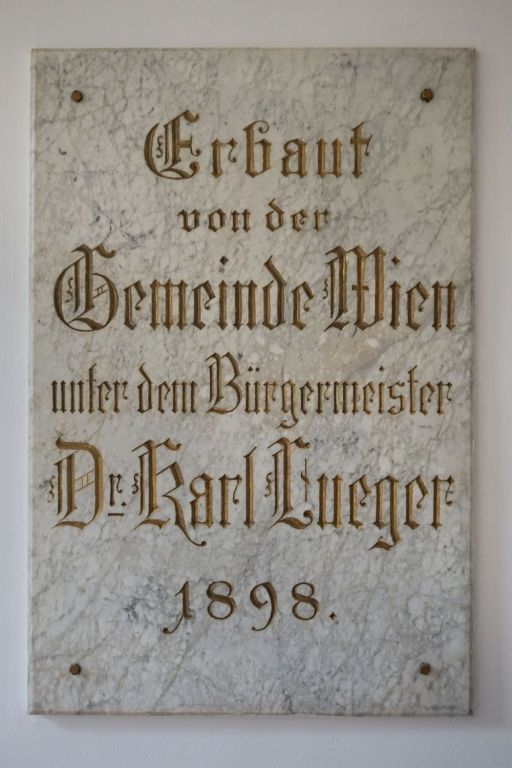 Erbaut
von der
Gemeinde Wien
unter dem Bürgermeister
Dr. Karl Lueger
1898.